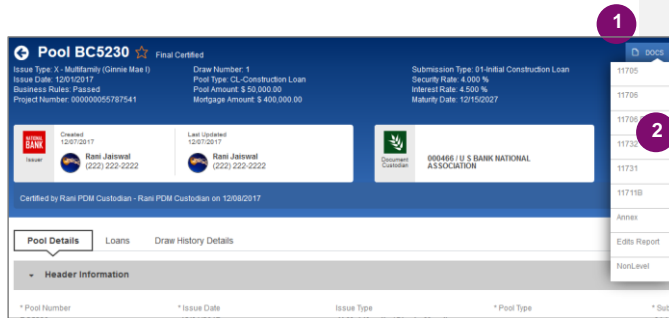 1
Pool BC5230 Final Certified
DOCS
Issue Type: X - Multifamily (Ginnie Mae I)
Draw Number: 1
Submission Type: 01-Initial Construction Loan
Issue Date: 12/01/2017
Pool Type: CL-Construction Loan
Security Rate: 4.000 %
Business Rules: Passed
Pool Amount: $ 50,000.00
Interest Rate: 4.500 %
Project Number: 000000055787541
Mortgage Amount: $ 400,000.00
Maturity Date: 12/15/2027
11705
11706
11706
2
11732
11731
11711B
Annex
Edits Report
NonLevel
NATIONAL BANK
Issuer
Created
12/07/2017
Rani Jaiswal
(222) 222-2222
Last Updated
12/07/2017
Rani Jaiswal
(222) 222-2222
Document Custodian
000466 / U S BANK NATIONAL
ASSOCIATION
Certified by Rani PDM Custodian - Rani PDM Custodian on 12/08/2017
Pool Details Loans Draw History Details
Header Information
* Pool Number * Issue Date Issue Type * Pool Type * Sub